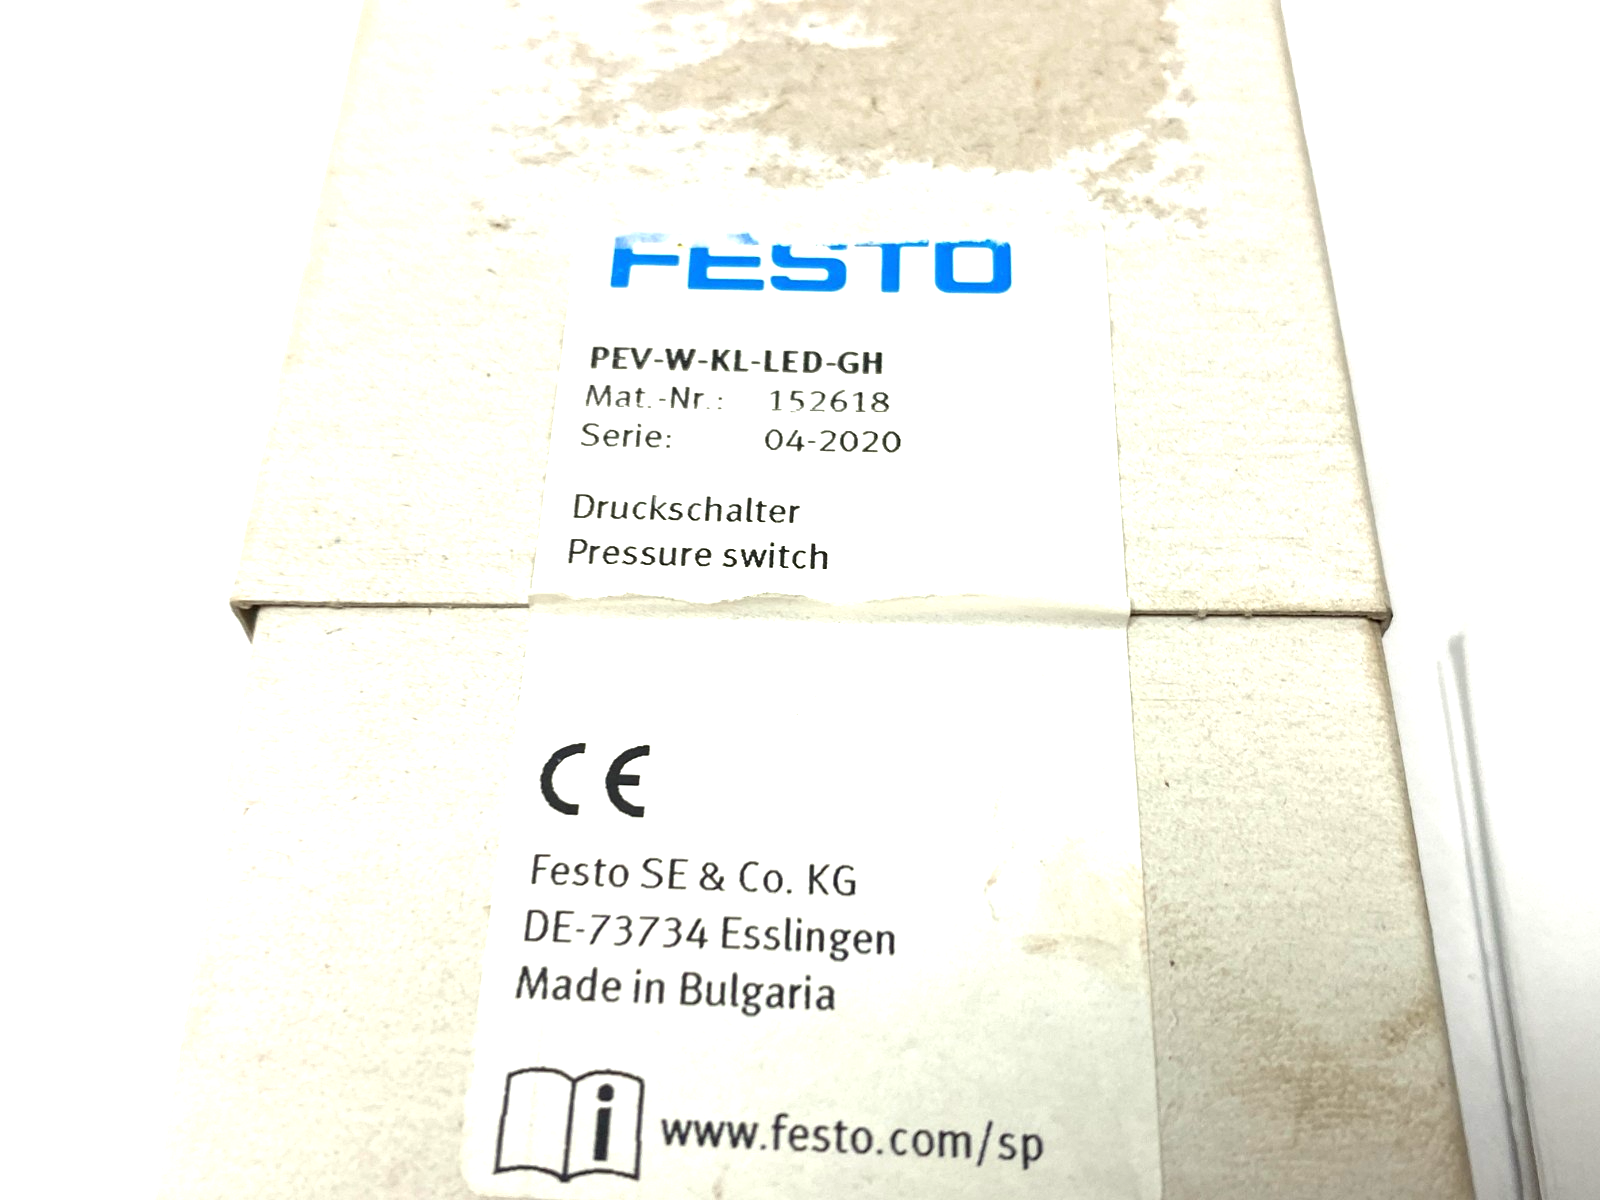 FESTO
PEV-W-KL-LED-GH
Mat.-Nr.: 152618
Serie: 04-2020
Druckschalter
Pressure switch
CE
Festo SE & Co. KG
DE-73734 Esslingen
Made in Bulgaria
i www.festo.com/sp